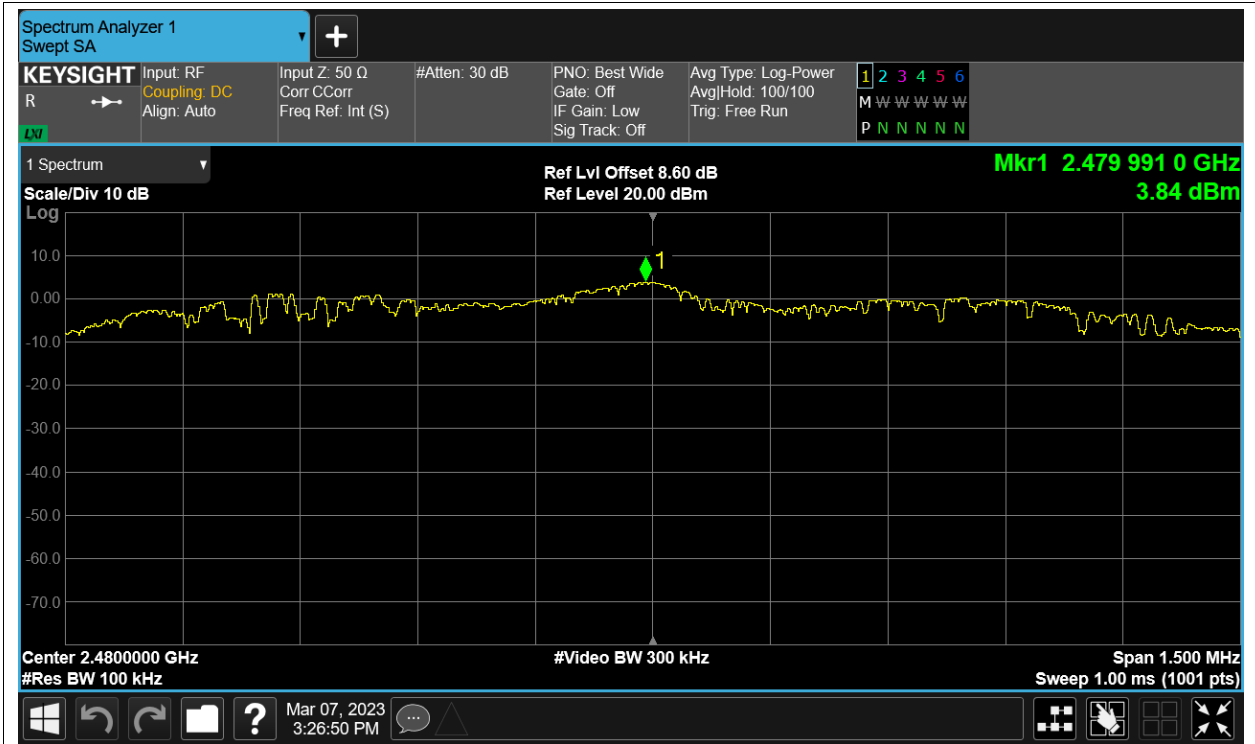 Spectrum Analyzer 1
Swept SA
KEYSIGHT
R
LXI
Input: RF
Coupling: DC
Align: Auto
Input Z: 50 Ω
Corr CCorr
Freq Ref: Int (S)
#Atten: 30 dB
PNO: Best Wide
Gate: Off
IF Gain: Low
Sig Track: Off
Avg Type: Log-Power
Avg|Hold: 100/100
Trig: Free Run
1 2 3 4 5 6
M W W W W W W
P N N N N N
1 Spectrum
Scale/Div 10 dB
Log
Ref Lvl Offset 8.60 dB
Ref Level 20.00 dBm
Mkr1 2.479 991 0 GHz
3.84 dBm
1
10.0
0.00
-10.0
-20.0
-30.0
-40.0
-50.0
-60.0
-70.0
Center 2.4800000 GHz
#Res BW 100 kHz
#Video BW 300 kHz
Span 1.500 MHz
Sweep 1.00 ms (1001 pts)
?
Mar 07, 2023
3:26:50 PM